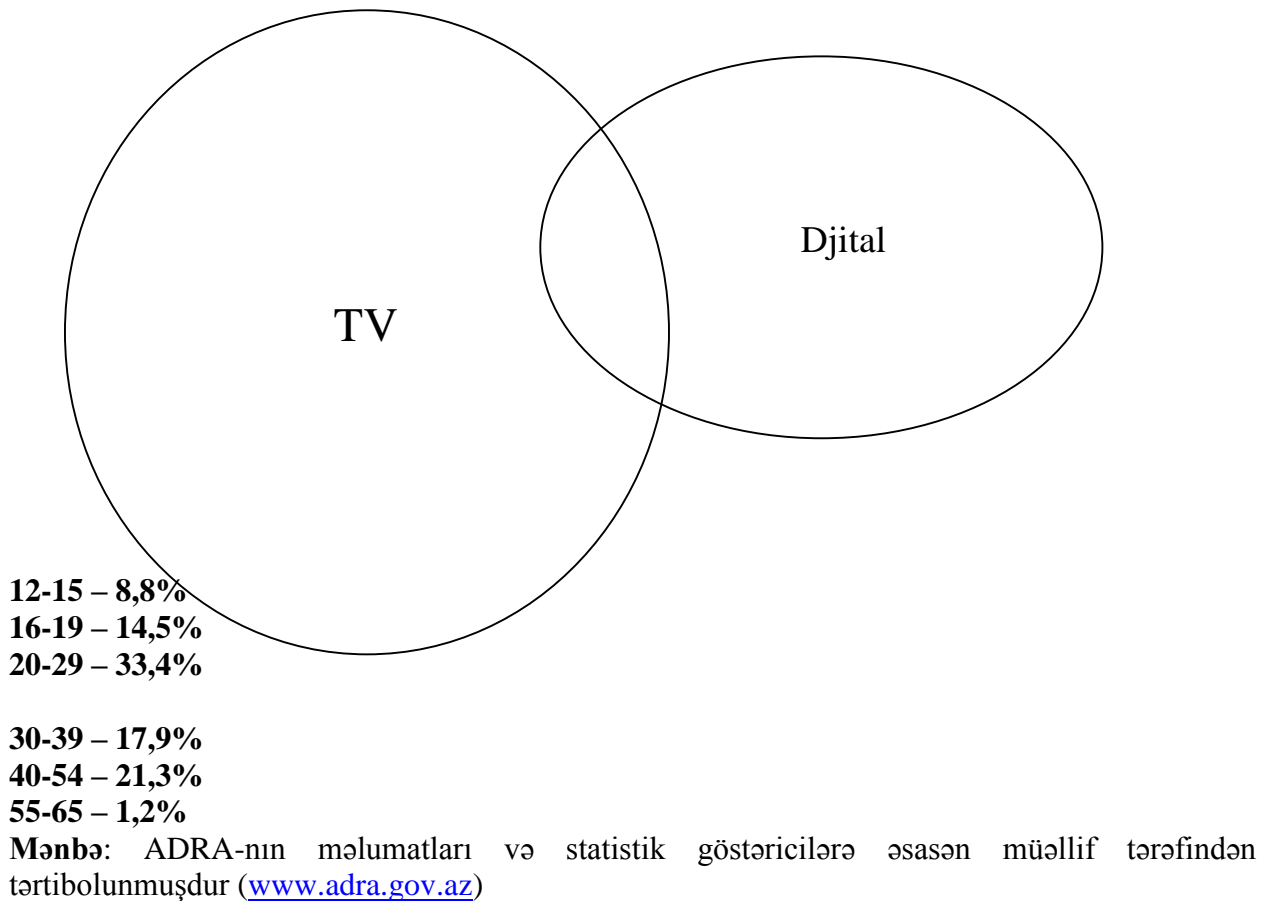 Djital
TV
12-15 – 8,8%
16-19 – 14,5%
20-29 – 33,4%
30-39 – 17,9%
40-54 – 21,3%
55-65 – 1,2%
Mənbə: ADRA-nın məlumatları və statistik göstəricilərə əsasən müəllif tərəfindən
tərtibolunmuşdur (www.adra.gov.az)